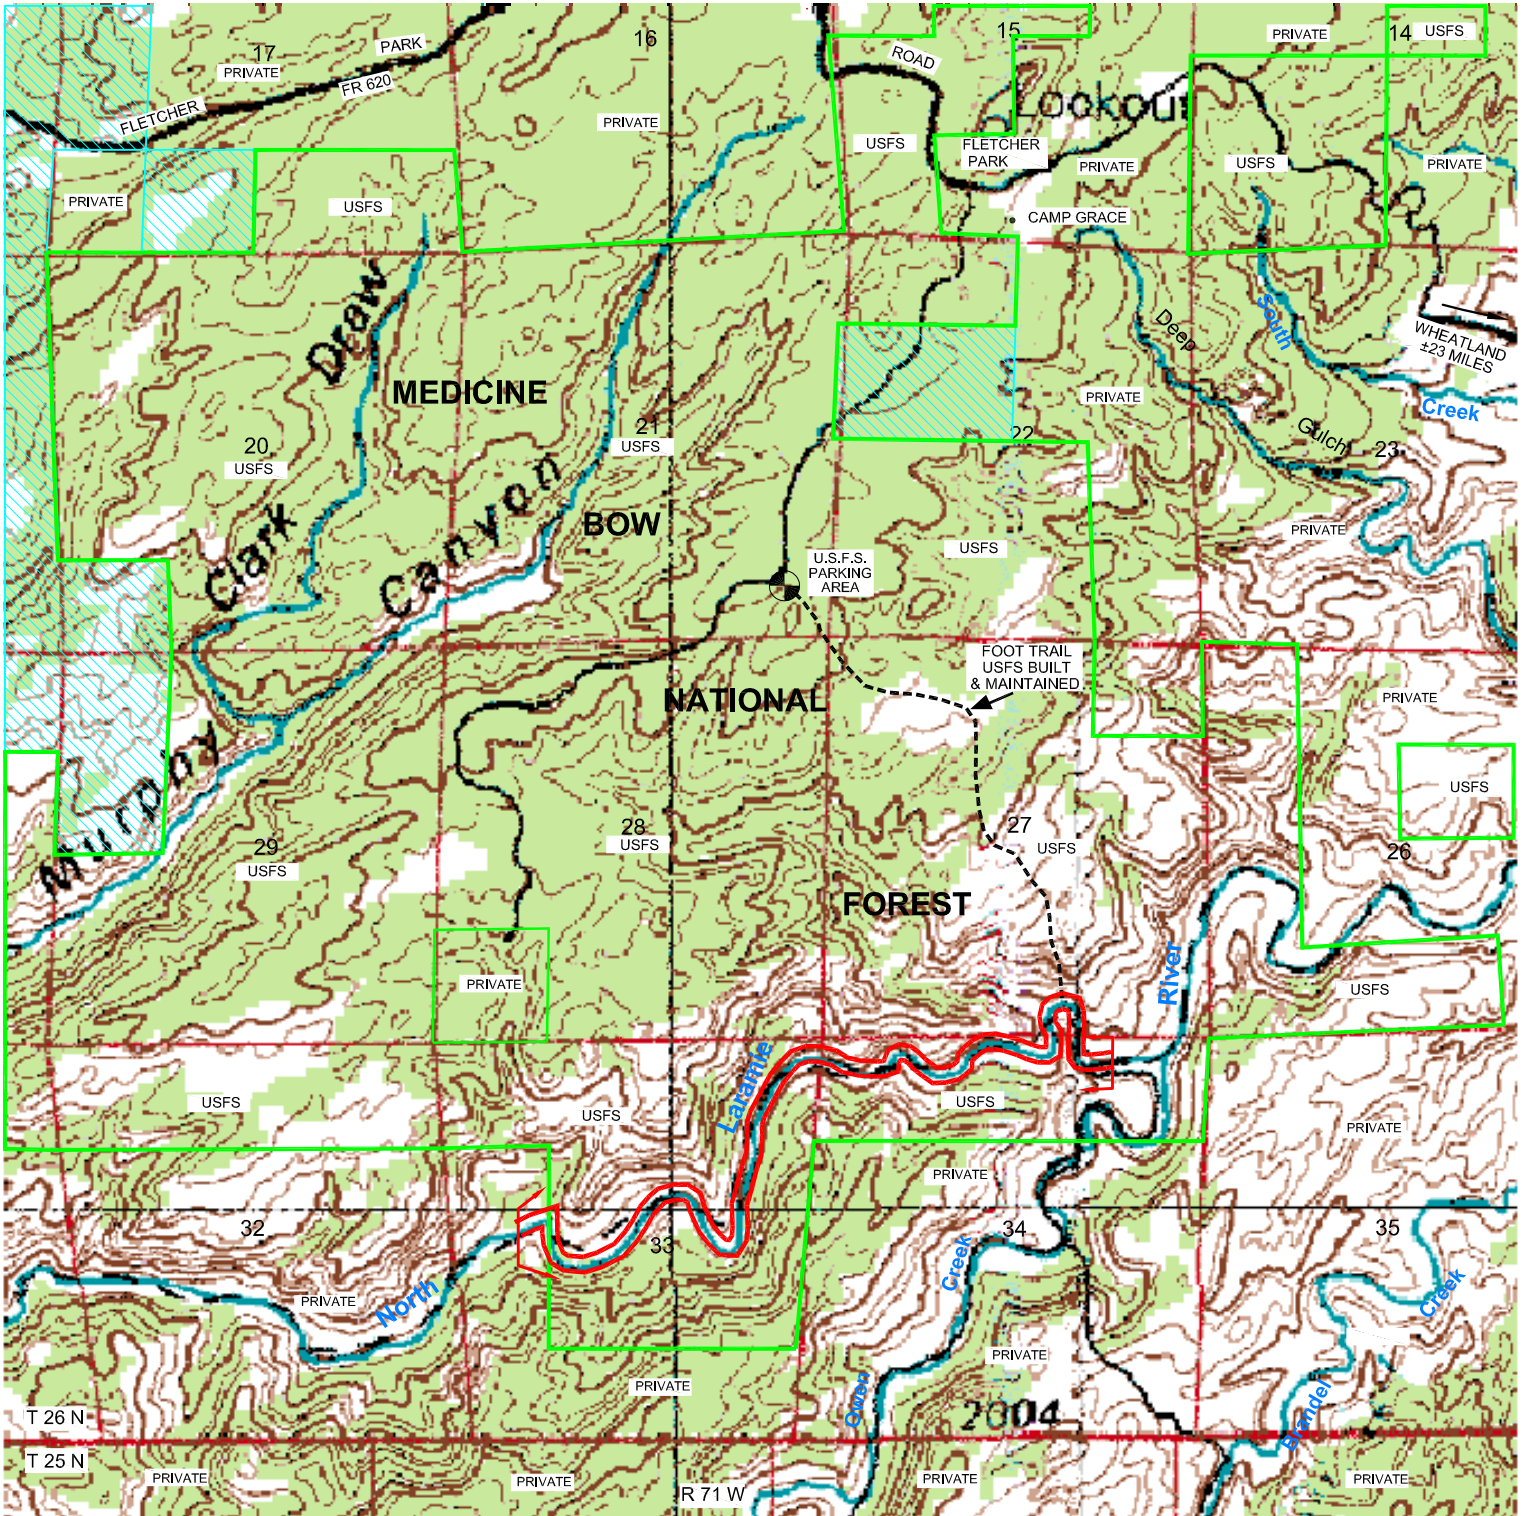 17
PRIVATE
PARK
FR 620
FLETCHER
16
PRIVATE
ROAD
15
PRIVATE
14
USFS
Lookout
USFS
FLETCHER
PARK
PRIVATE
USFS
PRIVATE
PRIVATE
USFS
CAMP GRACE
Draw
Deep
South
WHEATLAND
±23 MILES
MEDICINE
PRIVATE
Creek
20
USFS
21
USFS
22
Gulch
23
Clark
Canyon
BOW
PRIVATE
U.S.F.S.
PARKING
AREA
USFS
FOOT TRAIL
USFS BUILT
& MAINTAINED
NATIONAL
PRIVATE
Murphy
USFS
29
USFS
28
USFS
27
USFS
26
FOREST
PRIVATE
River
USFS
Laramie
USFS
USFS
USFS
PRIVATE
PRIVATE
32
33
34
35
North
PRIVATE
Creek
Creek
PRIVATE
PRIVATE
Owen
2004
Brandel
T 26 N
T 25 N
PRIVATE
PRIVATE
R 71 W
PRIVATE
PRIVATE